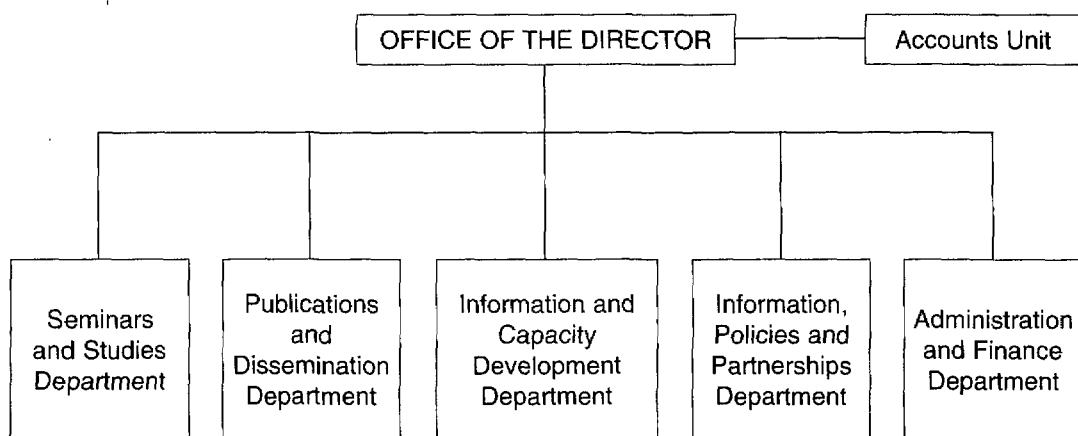 OFFICE OF THE DIRECTOR
Accounts Unit
Seminars
and Studies
Department
Publications
and
Dissemination
Department
Information and
Capacity
Development
Department
Information,
Policies and
Partnerships
Department
Administration
and Finance
Department